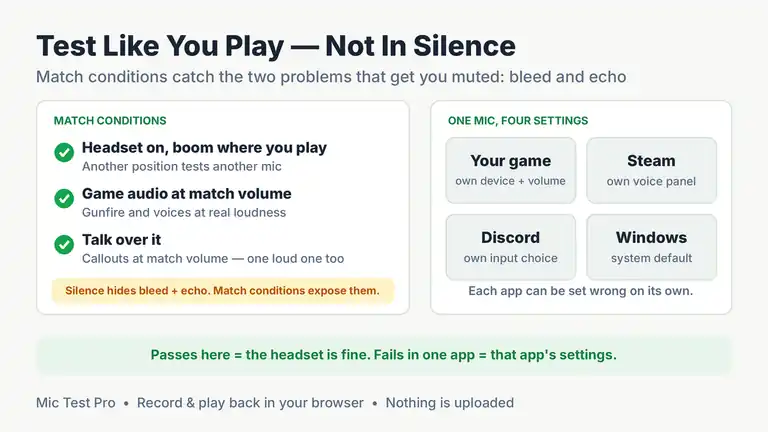 Test Like You Play — Not In Silence
Match conditions catch the two problems that get you muted: bleed and echo
MATCH CONDITIONS
Headset on, boom where you play
Another position tests another mic
Game audio at match volume
Gunfire and voices at real loudness
Talk over it
Callouts at match volume — one loud one too
Silence hides bleed + echo. Match conditions expose them.
ONE MIC, FOUR SETTINGS
Your game
own device + volume
Steam
own voice panel
Discord
own input choice
Windows
system default
Each app can be set wrong on its own.
Passes here = the headset is fine. Fails in one app = that app's settings.
Mic Test Pro • Record & play back in your browser • Nothing is uploaded